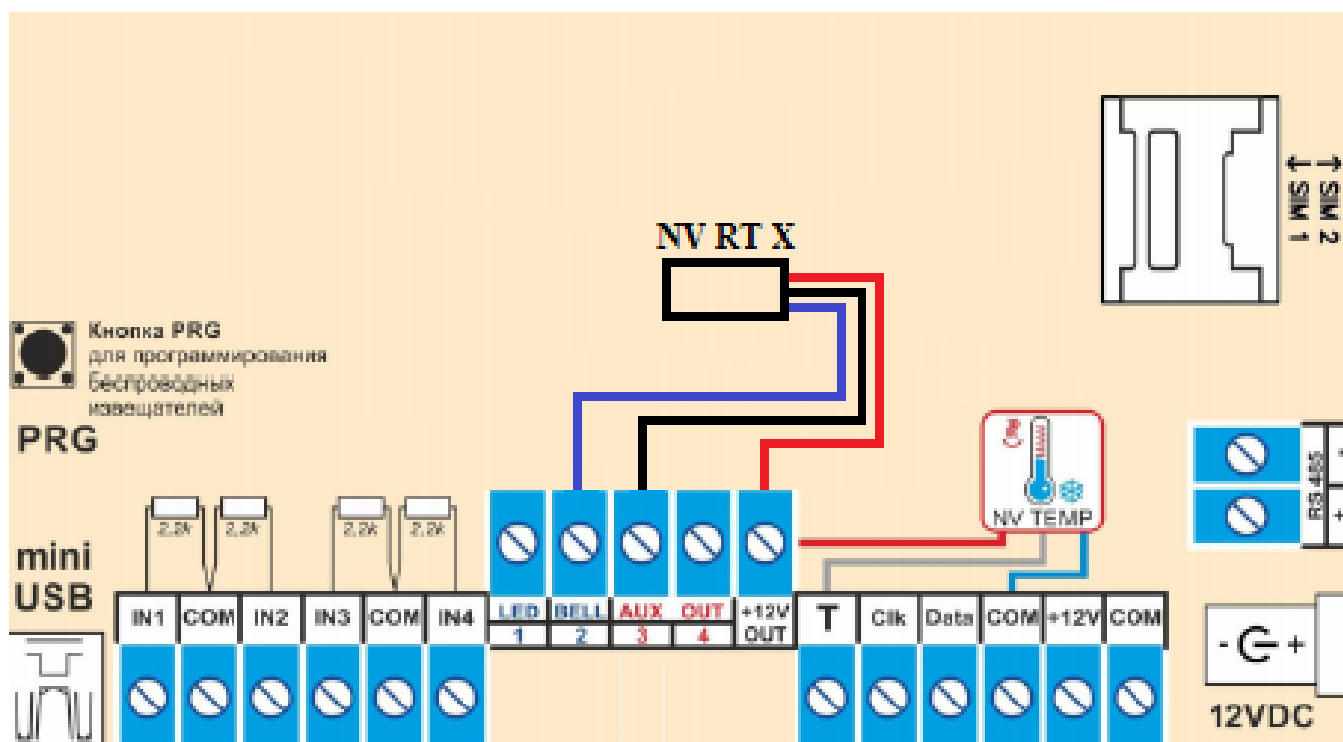 NV RT X
↓ SIM 1
↑ SIM 2
Кнопка PRG
для программирования
беспроводных
извещателей
PRG
2,2k 2,2k 2,2k 2,2k
NV TEMP
RS 485
-
+
mini
USB
IN1 COM IN2 IN3 COM IN4 LED BELL AUX OUT +12V T Clk Data COM +12V COM
1 2 3 4 OUT
- +
12VDC